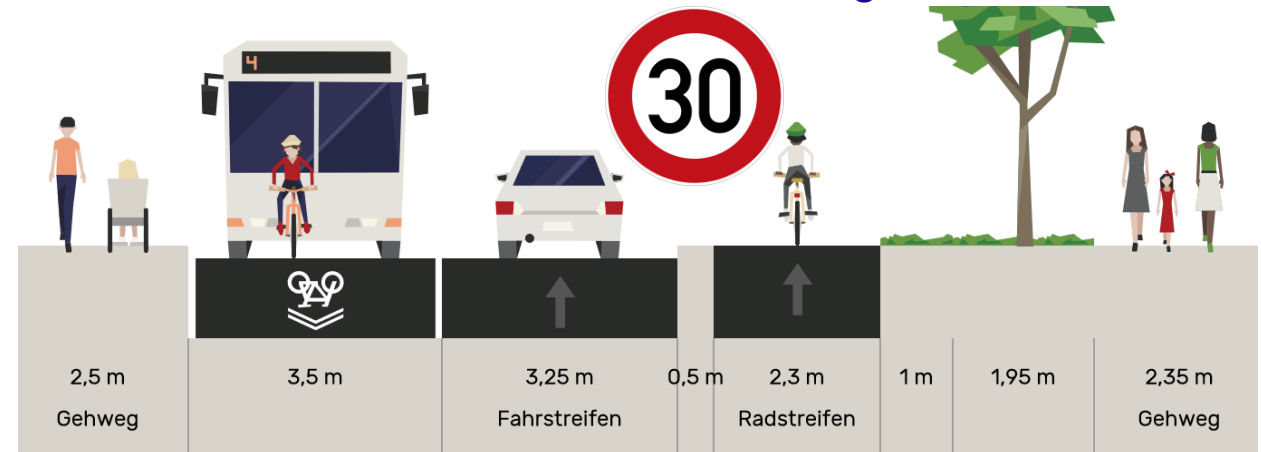 4
30
2,5 m
3,5 m
3,25 m
0,5 m
2,3 m
1 m
1,95 m
2,35 m
Gehweg
Fahrstreifen
Radstreifen
Gehweg